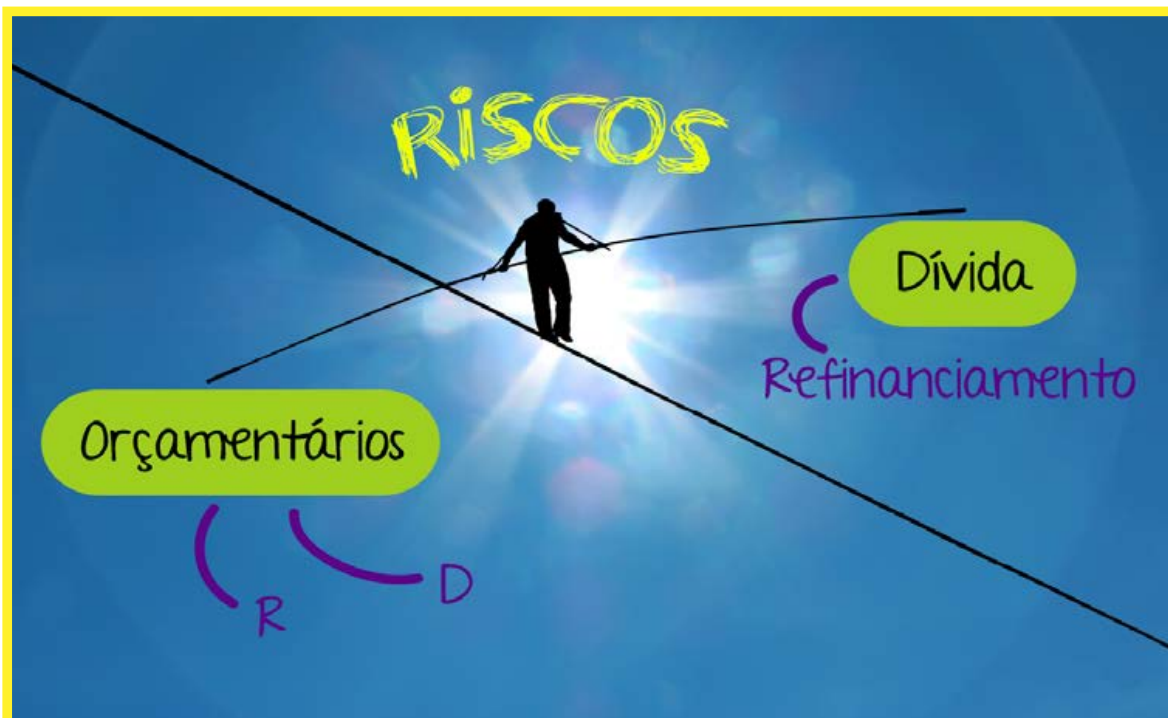 RISCOS
Dívida
Refinanciamento
Orçamentários
R
D